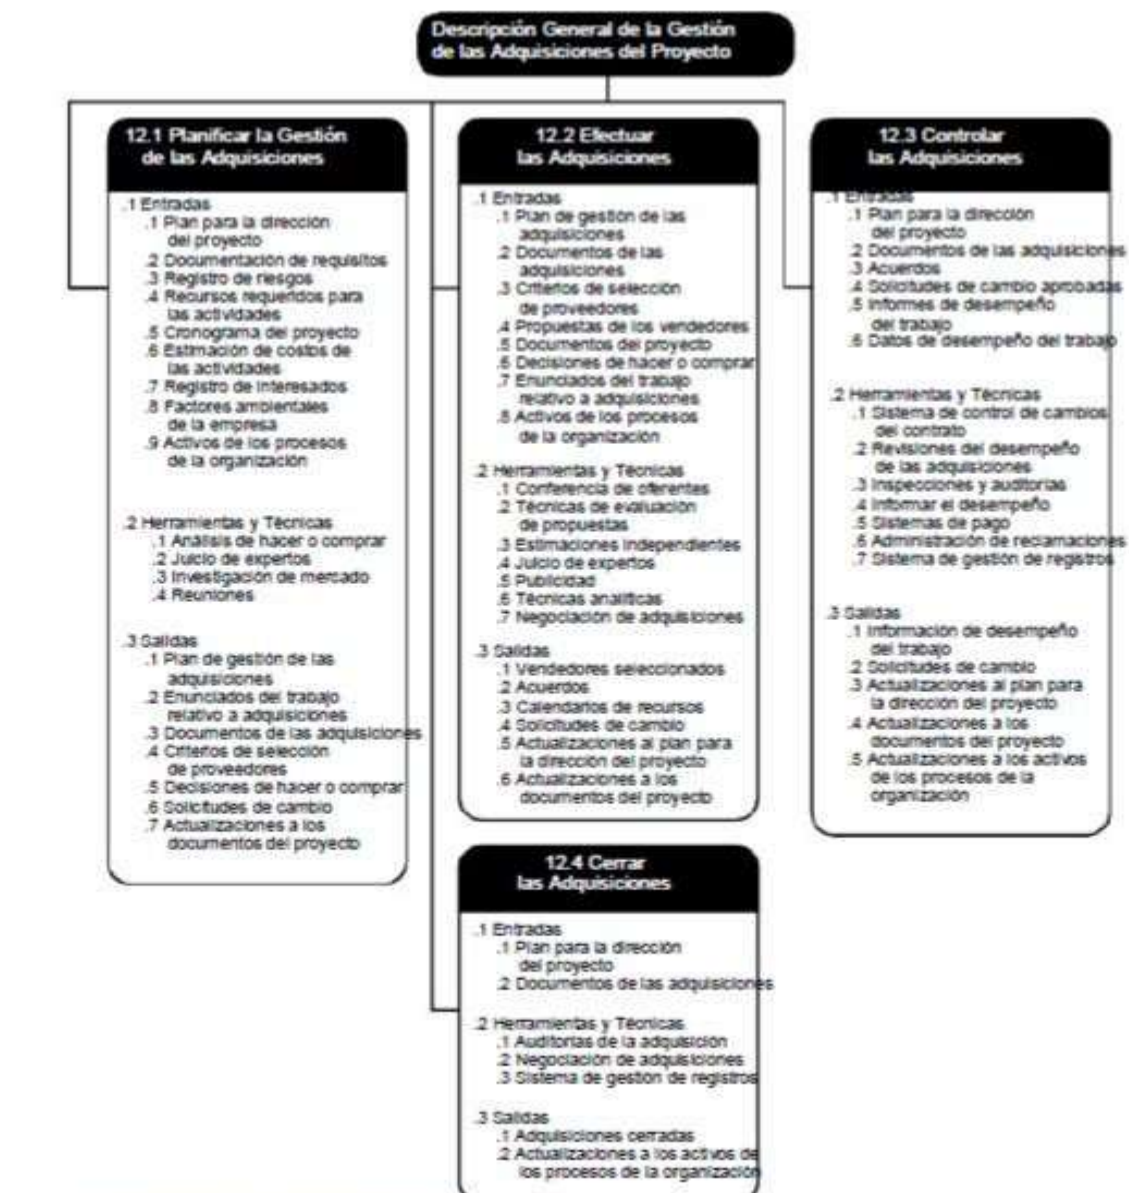 Descripción General de la Gestión
de las Adquisiciones del Proyecto
12.1 Planificar la Gestión
de las Adquisiciones
.1 Entradas
.1 Plan para la dirección
del proyecto
.2 Documentación de requisitos
.3 Registro de riesgos
.4 Recursos requeridos para
las actividades
.5 Cronograma del proyecto
.6 Estimación de costos de
las actividades
.7 Registro de Interesados
.8 Factores ambientales
de la empresa
.9 Activos de los procesos
de la organización
.2 Herramientas y Técnicas
.1 Análisis de hacer o comprar
.2 Juicio de expertos
.3 Investigación de mercado
.4 Reuniones
.3 Salidas
.1 Plan de gestión de las
adquisiciones
.2 Enunciados del trabajo
relativo a adquisiciones
.3 Documentos de las adquisiciones
.4 Criterios de selección
de proveedores
.5 Decisiones de hacer o comprar
.6 Solicitudes de cambio
.7 Actualizaciones a los
documentos del proyecto
12.2 Efectuar
las Adquisiciones
.1 Entradas
.1 Plan de gestión de las
adquisiciones
.2 Documentos de las
adquisiciones
.3 Criterios de selección
de proveedores
.4 Propuestas de los vendedores
.5 Documentos del proyecto
.6 Decisiones de hacer o comprar
.7 Enunciados del trabajo
relativo a adquisiciones
.8 Activos de los procesos
de la organización
.2 Herramientas y Técnicas
.1 Conferencia de oferentes
.2 Técnicas de evaluación
de propuestas
.3 Estimaciones Independientes
.4 Juicio de expertos
.5 Publicidad
.6 Técnicas analíticas
.7 Negociación de adquisiciones
.3 Salidas
.1 Vendedores seleccionados
.2 Acuerdos
.3 Calendarios de recursos
.4 Solicitudes de cambio
.5 Actualizaciones al plan para
la dirección del proyecto
.6 Actualizaciones a los
documentos del proyecto
12.3 Controlar
las Adquisiciones
.1 Entradas
.1 Plan para la dirección
del proyecto
.2 Documentos de las adquisiciones
.3 Acuerdos
.4 Solicitudes de cambio aprobadas
.5 Informes de desempeño
del trabajo
.6 Datos de desempeño del trabajo
.2 Herramientas y Técnicas
.1 Sistema de control de cambios
del contrato
.2 Revisiones del desempeño
de las adquisiciones
.3 Inspecciones y auditorías
.4 Informar el desempeño
.5 Sistemas de pago
.6 Administración de reclamaciones
.7 Sistema de gestión de registros
.3 Salidas
.1 Información de desempeño
del trabajo
.2 Solicitudes de cambio
.3 Actualizaciones al plan para
la dirección del proyecto
.4 Actualizaciones a los
documentos del proyecto
.5 Actualizaciones a los activos
de los procesos de la
organización
12.4 Cerrar
las Adquisiciones
.1 Entradas
.1 Plan para la dirección
del proyecto
.2 Documentos de las adquisiciones
.2 Herramientas y Técnicas
.1 Auditorías de la adquisición
.2 Negociación de adquisiciones
.3 Sistema de gestión de registros
.3 Salidas
.1 Adquisiciones cerradas
.2 Actualizaciones a los activos de
los procesos de la organización